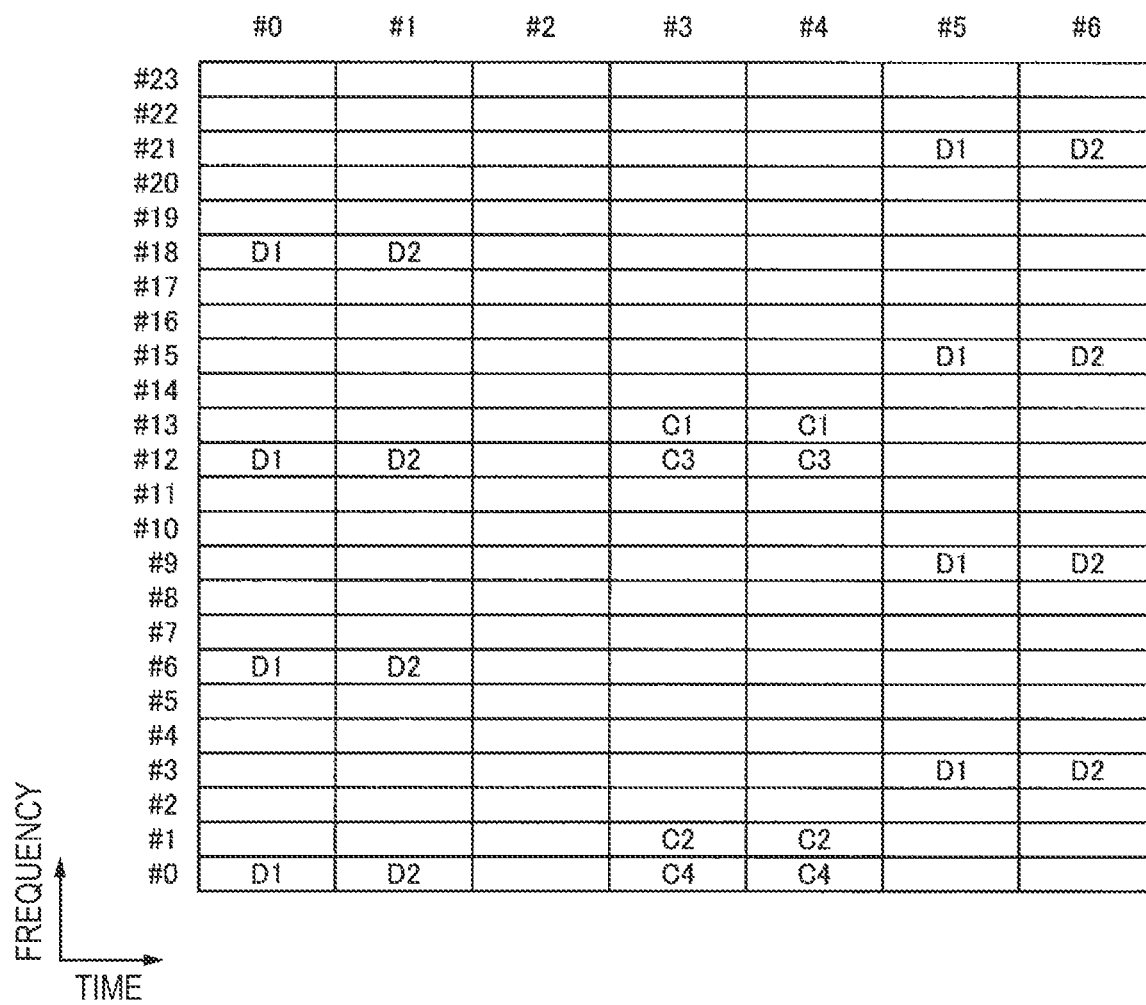 #0 #1 #2 #3 #4 #5 #6
#23
#22
#21 D1 D2
#20
#19
#18 D1 D2
#17
#16
#15 D1 D2
#14
#13 C1 C1
#12 D1 D2 C3 C3
#11
#10
#9 D1 D2
#8
#7
#6 D1 D2
#5
#4
#3 D1 D2
#2
#1 C2 C2
#0 D1 D2 C4 C4
FREQUENCY
TIME